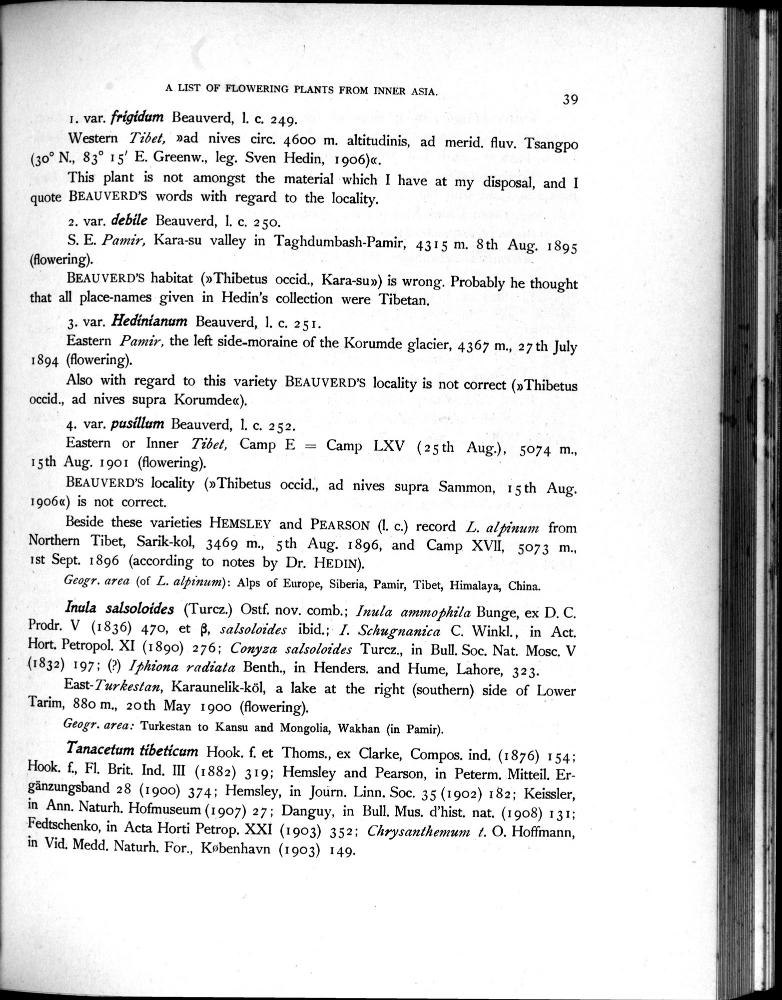 A LIST OF FLOWERING PLANTS FROM INNER ASIA.
39
1. var. frigidum Beauverd, l. c. 249.
Western Tibet, »ad nives circ. 4600 m. altitudinis, ad merid. fluv. Tsangpo
(30° N., 83° 15′ E. Greenw., leg. Sven Hedin, 1906)«.
This plant is not amongst the material which I have at my disposal, and I
quote BEAUVERD'S words with regard to the locality.
2. var. debile Beauverd, l. c. 250.
S. E. Pamir, Kara-su valley in Taghdumbash-Pamir, 4315 m. 8th Aug. 1895
(flowering).
BEAUVERD'S habitat (»Thibetus occid., Kara-su») is wrong. Probably he thought
that all place-names given in Hedin's collection were Tibetan.
3. var. Hedinianum Beauverd, l. c. 251.
Eastern Pamir, the left side-moraine of the Korumde glacier, 4367 m., 27th July
1894 (flowering).
Also with regard to this variety BEAUVERD'S locality is not correct (»Thibetus
occid., ad nives supra Korumde«).
4. var. pusillum Beauverd, l. c. 252.
Eastern or Inner Tibet, Camp E = Camp LXV (25th Aug.), 5074 m.,
15th Aug. 1901 (flowering).
BEAUVERD'S locality (»Thibetus occid., ad nives supra Sammon, 15th Aug.
1906«) is not correct.
Beside these varieties HEMSLEY and PEARSON (l. c.) record L. alpinum from
Northern Tibet, Sarik-kol, 3469 m., 5th Aug. 1896, and Camp XVII, 5073 m.,
1st Sept. 1896 (according to notes by Dr. HEDIN).
Geogr. area (of L. alpinum): Alps of Europe, Siberia, Pamir, Tibet, Himalaya, China.
Inula salsoloides (Turcz.) Ostf. nov. comb.; Inula ammophila Bunge, ex D. C.
Prodr. V (1836) 470, et β, salsoloides ibid.; I. Schugnanica C. Winkl., in Act.
Hort. Petropol. XI (1890) 276; Conyza salsoloides Turcz., in Bull. Soc. Nat. Mosc. V
(1832) 197; (?) Iphiona radiata Benth., in Henders. and Hume, Lahore, 323.
East-Turkestan, Karaunelik-köl, a lake at the right (southern) side of Lower
Tarim, 880 m., 20th May 1900 (flowering).
Geogr. area: Turkestan to Kansu and Mongolia, Wakhan (in Pamir).
Tanacetum tibeticum Hook. f. et Thoms., ex Clarke, Compos. ind. (1876) 154;
Hook. f., Fl. Brit. Ind. III (1882) 319; Hemsley and Pearson, in Peterm. Mitteil. Er-
gänzungsband 28 (1900) 374; Hemsley, in Journ. Linn. Soc. 35 (1902) 182; Keissler,
in Ann. Naturh. Hofmuseum (1907) 27; Danguy, in Bull. Mus. d'hist. nat. (1908) 131;
Fedtschenko, in Acta Horti Petrop. XXI (1903) 352; Chrysanthemum t. O. Hoffmann,
in Vid. Medd. Naturh. For., København (1903) 149.